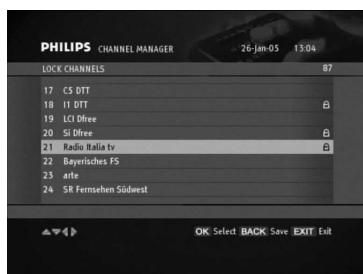 PHILIPS CHANNEL MANAGER 26-Jan-05 13:04
LOCK CHANNELS 87
17 C5 DTT
18 I1 DTT
19 LCI Dfree
20 Si Dfree
21 Radio Italia tv
22 Bayerisches FS
23 arte
24 SR Fernsehen Südwest
OK Select BACK Save EXIT Exit